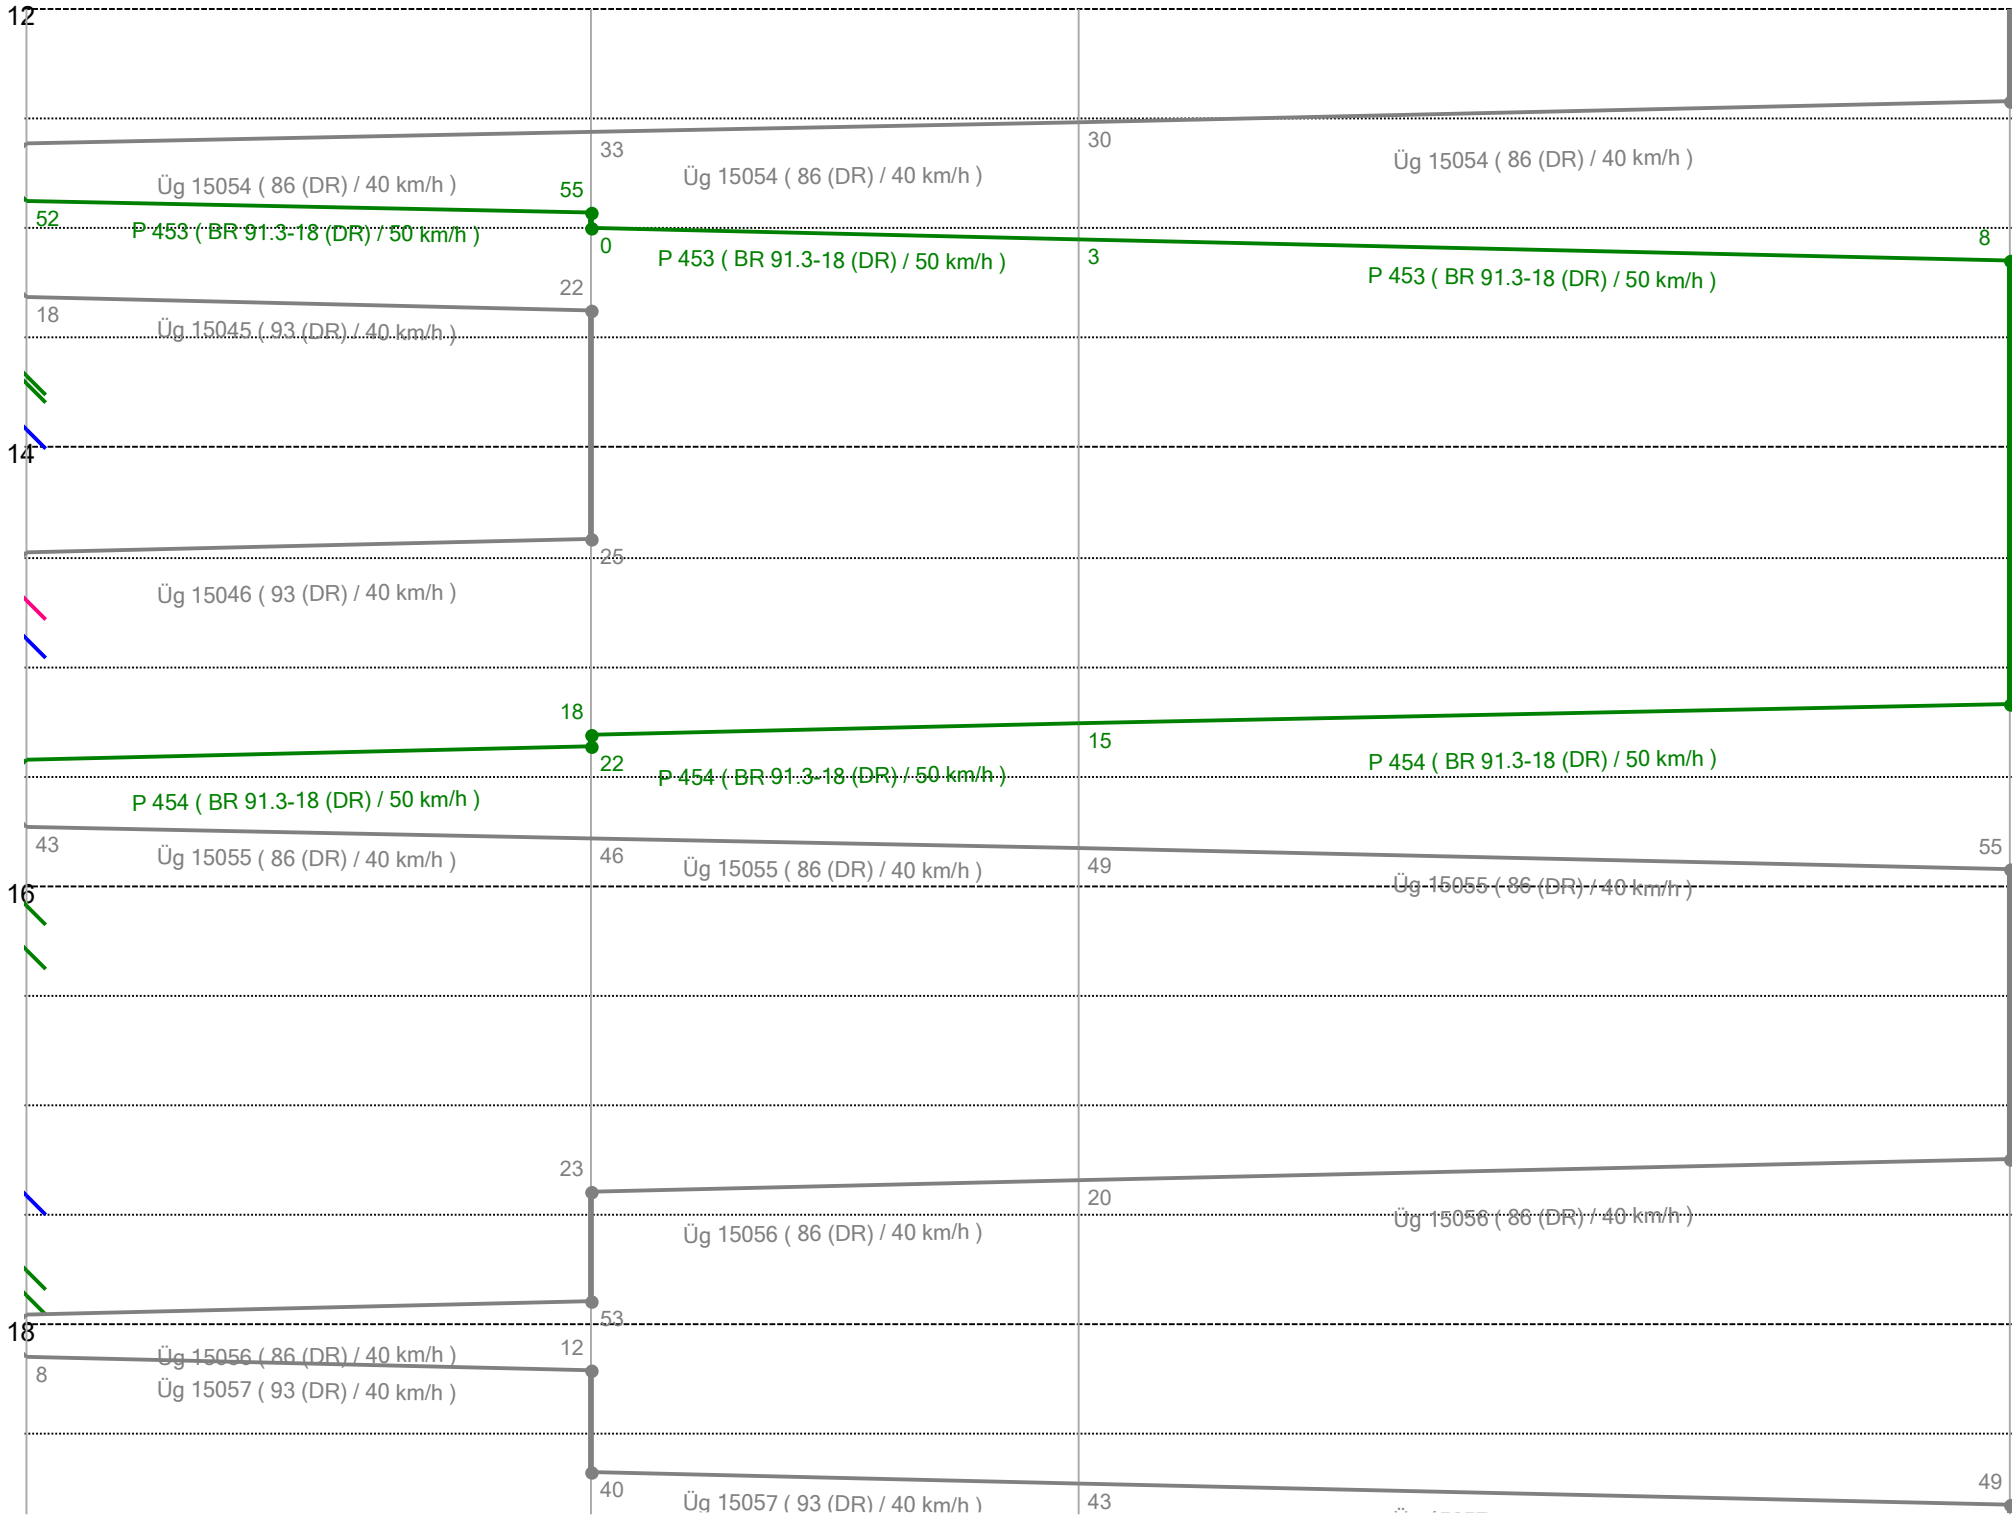 12
33
30
Üg 15054 ( 86 (DR) / 40 km/h )
Üg 15054 ( 86 (DR) / 40 km/h )
Üg 15054 ( 86 (DR) / 40 km/h )
55
52
P 453 ( BR 91.3-18 (DR) / 50 km/h )
0
P 453 ( BR 91.3-18 (DR) / 50 km/h )
3
8
P 453 ( BR 91.3-18 (DR) / 50 km/h )
22
18
Üg 15045 ( 93 (DR) / 40 km/h )
14
25
Üg 15046 ( 93 (DR) / 40 km/h )
18
15
22
P 454 ( BR 91.3-18 (DR) / 50 km/h )
P 454 ( BR 91.3-18 (DR) / 50 km/h )
P 454 ( BR 91.3-18 (DR) / 50 km/h )
43
Üg 15055 ( 86 (DR) / 40 km/h )
46
Üg 15055 ( 86 (DR) / 40 km/h )
49
55
Üg 15055 ( 86 (DR) / 40 km/h )
16
23
20
Üg 15056 ( 86 (DR) / 40 km/h )
Üg 15056 ( 86 (DR) / 40 km/h )
53
18
12
Üg 15056 ( 86 (DR) / 40 km/h )
8
Üg 15057 ( 93 (DR) / 40 km/h )
40
Üg 15057 ( 93 (DR) / 40 km/h )
43
49